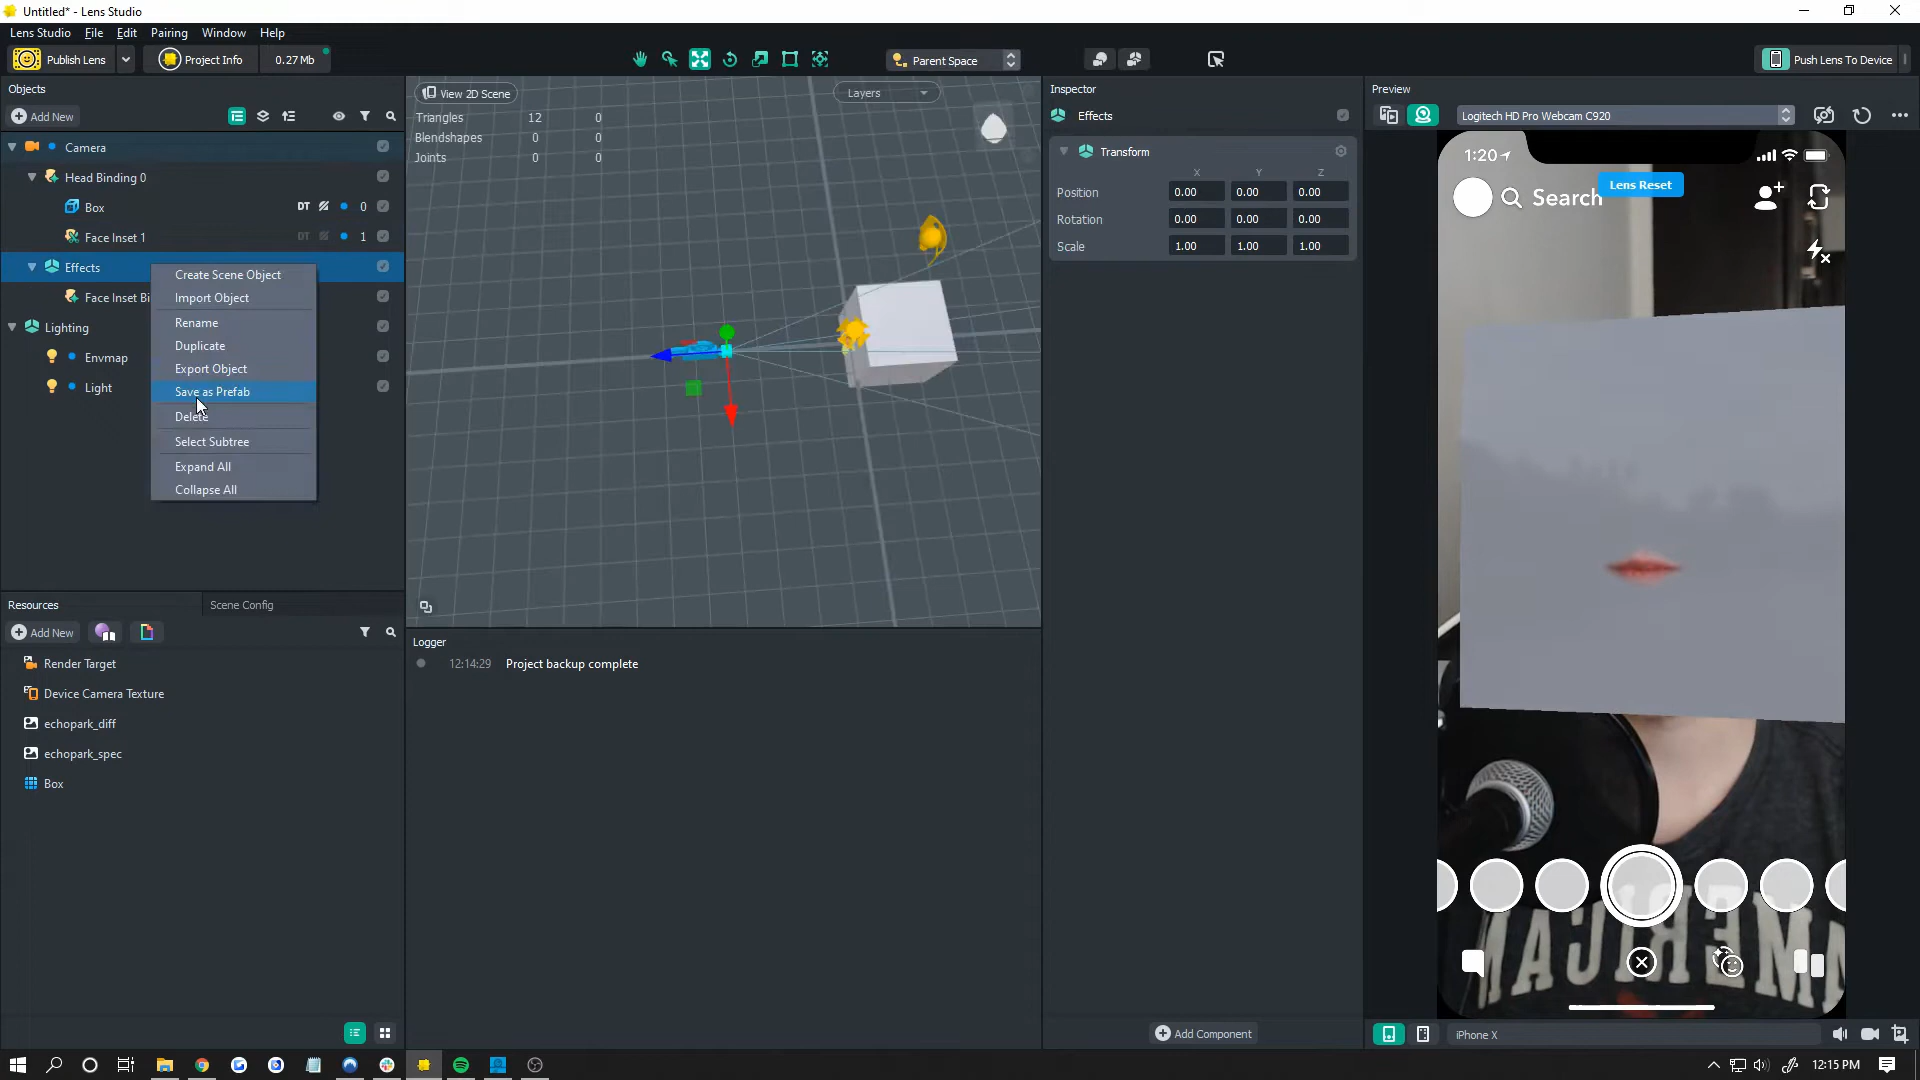 Untitled* - Lens Studio
Lens Studio File Edit Pairing Window Help
Publish Lens Project Info 0.27 Mb Parent Space Push Lens To Device
Objects
Add New
Camera
Head Binding 0
Box DT 0
Face Inset 1 DT 1
Effects
Face Inset Bi
Lighting
Envmap
Light
Create Scene Object
Import Object
Rename
Duplicate
Export Object
Save as Prefab
Delete
Select Subtree
Expand All
Collapse All
View 2D Scene Layers
Triangles 12 0
Blendshapes 0 0
Joints 0 0
Inspector
Effects
Transform
X Y Z
Position 0.00 0.00 0.00
Rotation 0.00 0.00 0.00
Scale 1.00 1.00 1.00
Add Component
Preview
Logitech HD Pro Webcam C920
1:20
Search
Lens Reset
AMERICAN
iPhone X
Resources Scene Config
Add New
Render Target
Device Camera Texture
echopark_diff
echopark_spec
Box
Logger
12:14:29 Project backup complete
12:15 PM